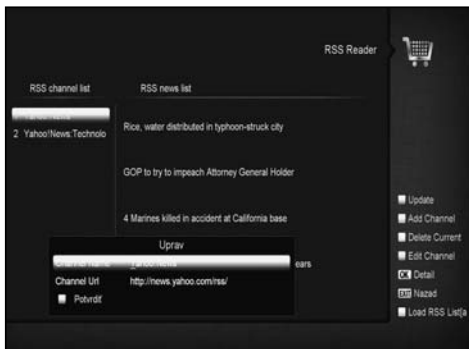 RSS Reader
RSS channel list
RSS news list
2 Yahoo!News:Technolo
Rice, water distributed in typhoon-struck city
GOP to try to impeach Attorney General Holder
4 Marines killed in accident at California base
ears
Uprav
Channel Url http://news.yahoo.com/rss/
Potvrdiť
Update
Add Channel
Delete Current
Edit Channel
OK Detail
EXIT Nazad
Load RSS List[a